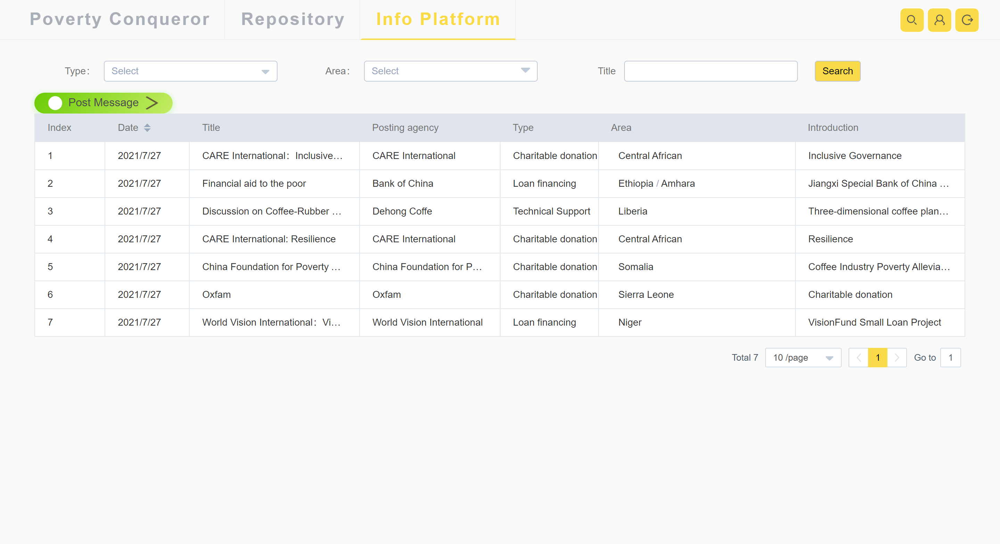 Poverty Conqueror Repository Info Platform
Type: Select Area: Select Title Search
Post Message
Index Date Title Posting agency Type Area Introduction
1 2021/7/27 CARE International：Inclusive... CARE International Charitable donation Central African Inclusive Governance
2 2021/7/27 Financial aid to the poor Bank of China Loan financing Ethiopia / Amhara Jiangxi Special Bank of China ...
3 2021/7/27 Discussion on Coffee-Rubber ... Dehong Coffe Technical Support Liberia Three-dimensional coffee plan...
4 2021/7/27 CARE International: Resilience CARE International Charitable donation Central African Resilience
5 2021/7/27 China Foundation for Poverty ... China Foundation for P... Charitable donation Somalia Coffee Industry Poverty Allevia...
6 2021/7/27 Oxfam Oxfam Charitable donation Sierra Leone Charitable donation
7 2021/7/27 World Vision International：Vi... World Vision International Loan financing Niger VisionFund Small Loan Project
Total 7 10 /page 1 Go to 1